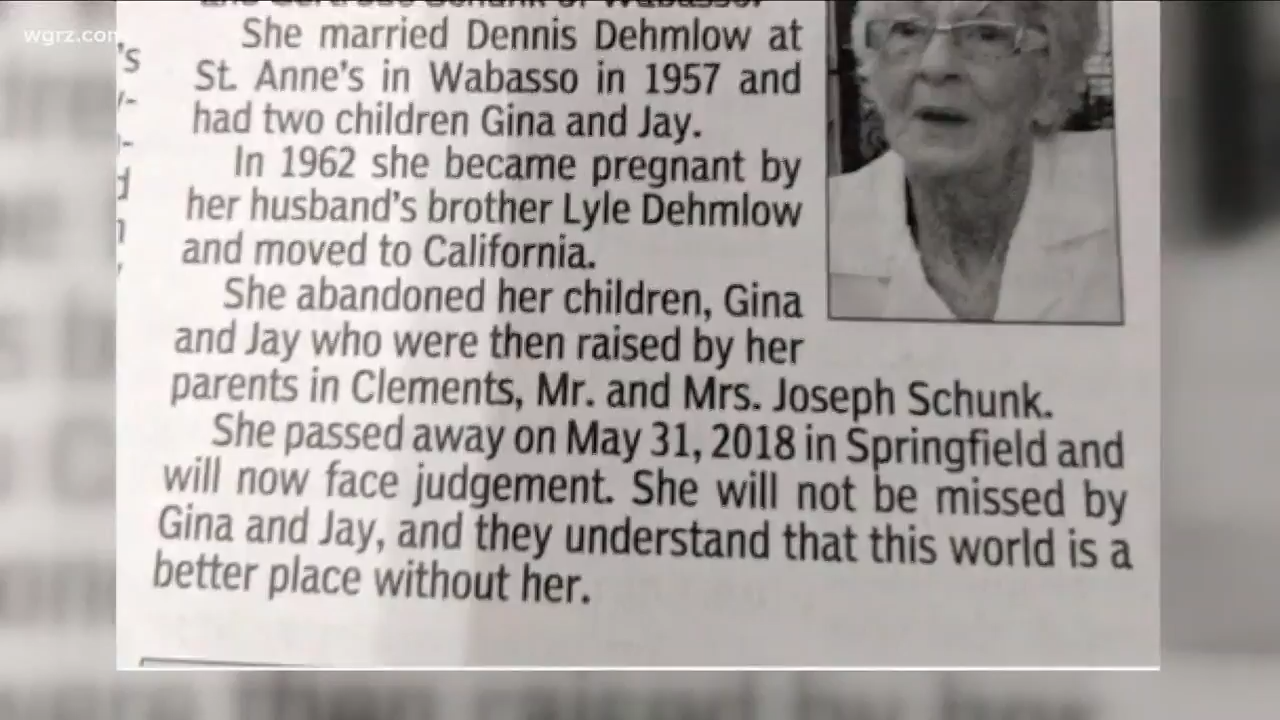 wgrz.com
She married Dennis Dehmlow at
St. Anne's in Wabasso in 1957 and
had two children Gina and Jay.
In 1962 she became pregnant by
her husband's brother Lyle Dehmlow
and moved to California.
She abandoned her children, Gina
and Jay who were then raised by her
parents in Clements, Mr. and Mrs. Joseph Schunk.
She passed away on May 31, 2018 in Springfield and
will now face judgement. She will not be missed by
Gina and Jay, and they understand that this world is a
better place without her.